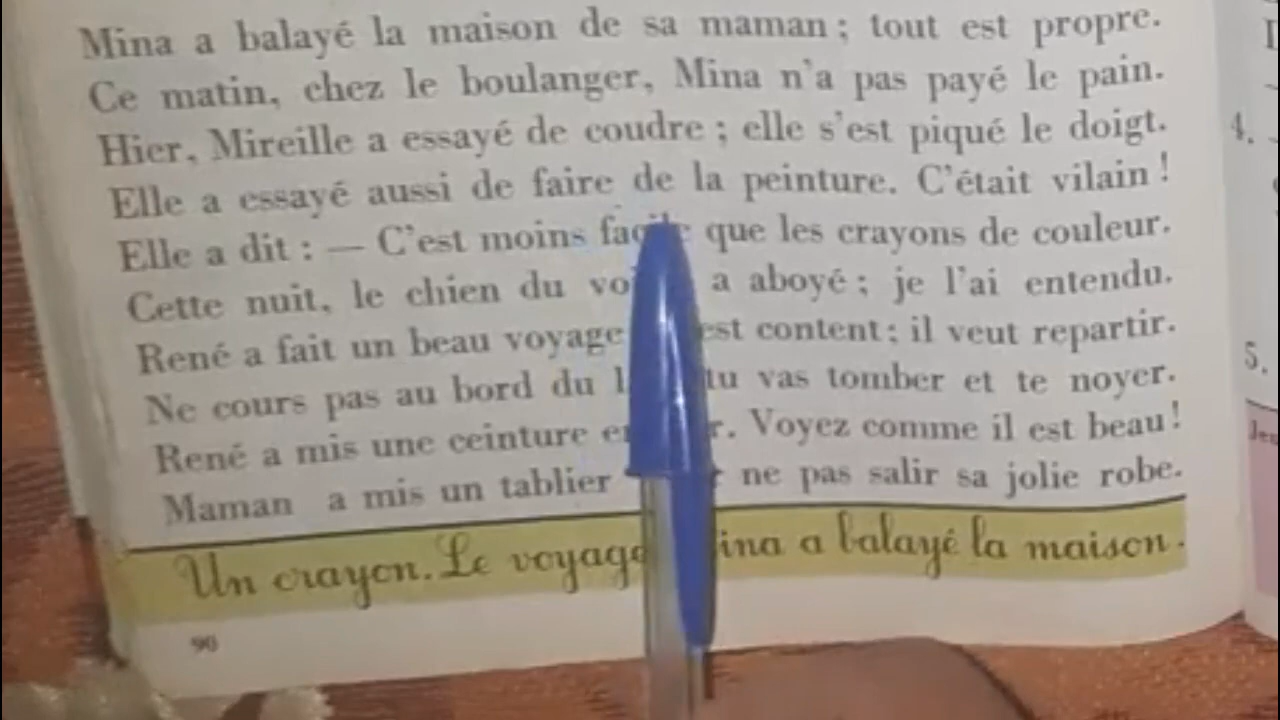 Mina a balayé la maison de sa maman ; tout est propre.
Ce matin, chez le boulanger, Mina n'a pas payé le pain.
Hier, Mireille a essayé de coudre ; elle s'est piqué le doigt.
Elle a essayé aussi de faire de la peinture. C'était vilain !
Elle a dit : — C'est moins facile que les crayons de couleur.
Cette nuit, le chien du a aboyé ; je l'ai entendu.
René a fait un beau voyage est content ; il veut repartir.
Ne cours pas au bord du tu vas tomber et te noyer.
René a mis une ceinture Voyez comme il est beau !
Maman a mis un tablier ne pas salir sa jolie robe.
Un crayon. Le voyage Mina a balayé la maison.
90
4.
5.